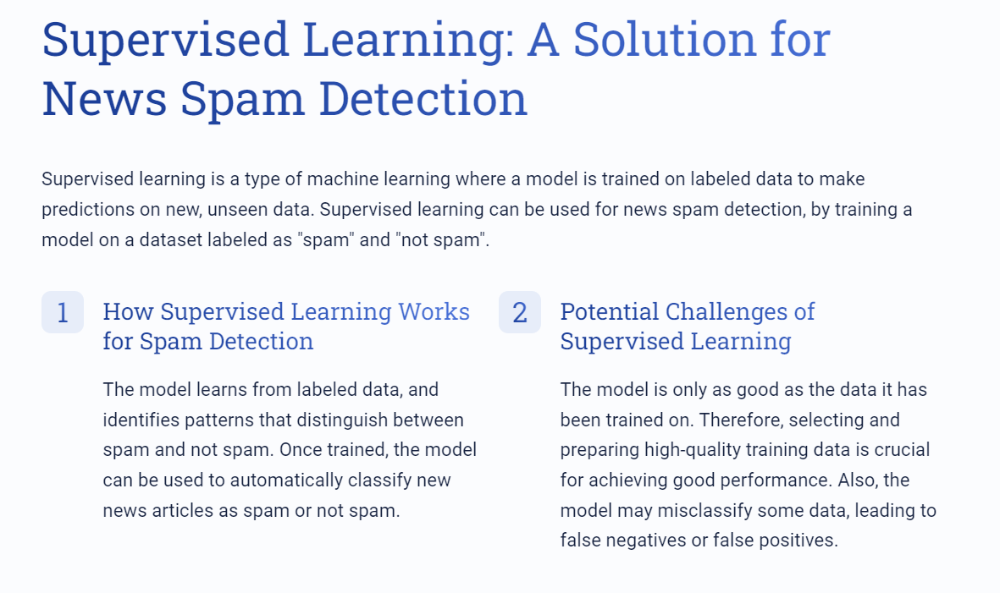 Supervised Learning: A Solution for
News Spam Detection
Supervised learning is a type of machine learning where a model is trained on labeled data to make
predictions on new, unseen data. Supervised learning can be used for news spam detection, by training a
model on a dataset labeled as "spam" and "not spam".
1
How Supervised Learning Works
for Spam Detection
The model learns from labeled data, and
identifies patterns that distinguish between
spam and not spam. Once trained, the model
can be used to automatically classify new
news articles as spam or not spam.
2
Potential Challenges of
Supervised Learning
The model is only as good as the data it has
been trained on. Therefore, selecting and
preparing high-quality training data is crucial
for achieving good performance. Also, the
model may misclassify some data, leading to
false negatives or false positives.